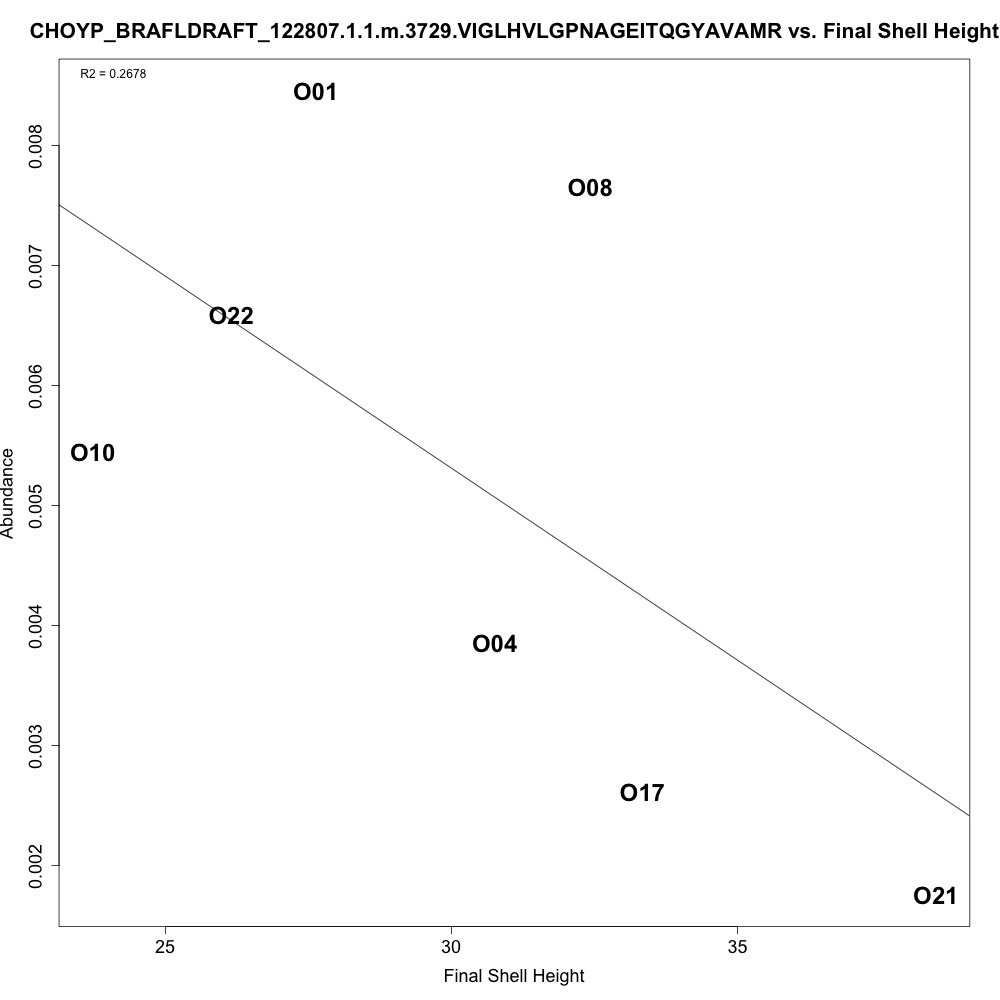 CHOYP_BRAFLDRAFT_122807.1.1.m.3729.VIGLHVLGPNAGEITQGYAVAMR vs. Final Shell Height
R2 = 0.2678
O01
O08
O22
O10
O04
O17
O21
0.008
0.007
0.006
0.005
0.004
0.003
0.002
Abundance
25 30 35
Final Shell Height